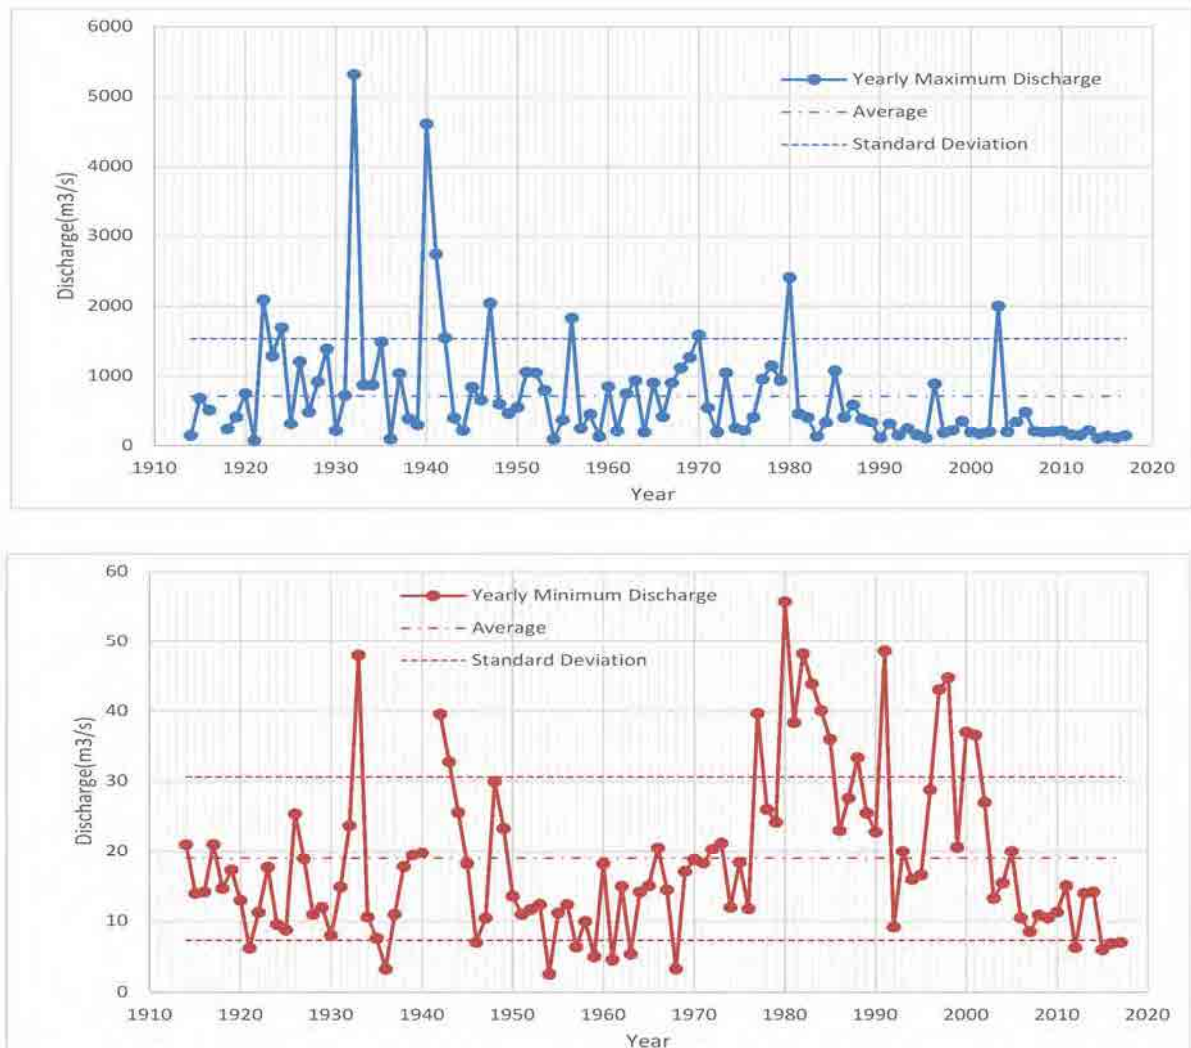 6000
5000
4000
3000
2000
1000
0
Discharge(m3/s)
Yearly Maximum Discharge
Average
Standard Deviation
1910 1920 1930 1940 1950 1960 1970 1980 1990 2000 2010 2020
Year
60
50
40
30
20
10
0
Discharge(m3/s)
Yearly Minimum Discharge
Average
Standard Deviation
1910 1920 1930 1940 1950 1960 1970 1980 1990 2000 2010 2020
Year